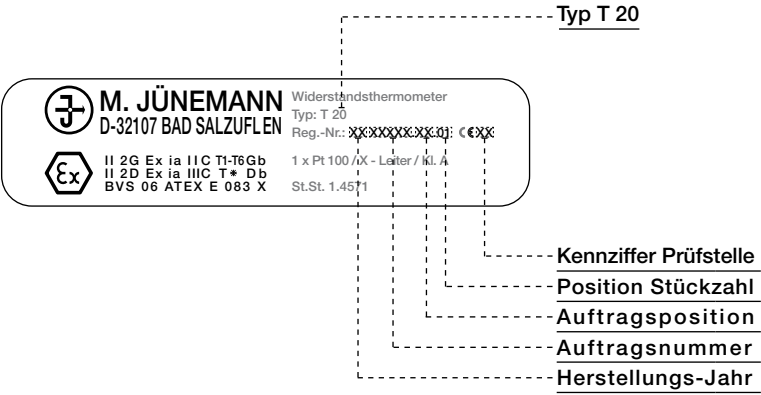 Typ T 20
M. JÜNEMANN
D-32107 BAD SALZUFLEN
Widerstandsthermometer
Typ: T 20
Reg.-Nr.: XX XXXXX XX 01 CE XX
Ex
II 2G Ex ia IIC T1-T6Gb
II 2D Ex ia IIIC T* Db
BVS 06 ATEX E 083 X
1 x Pt 100 / X - Leiter / Kl. A
St.St. 1.4571
Kennziffer Prüfstelle
Position Stückzahl
Auftragsposition
Auftragsnummer
Herstellungs-Jahr